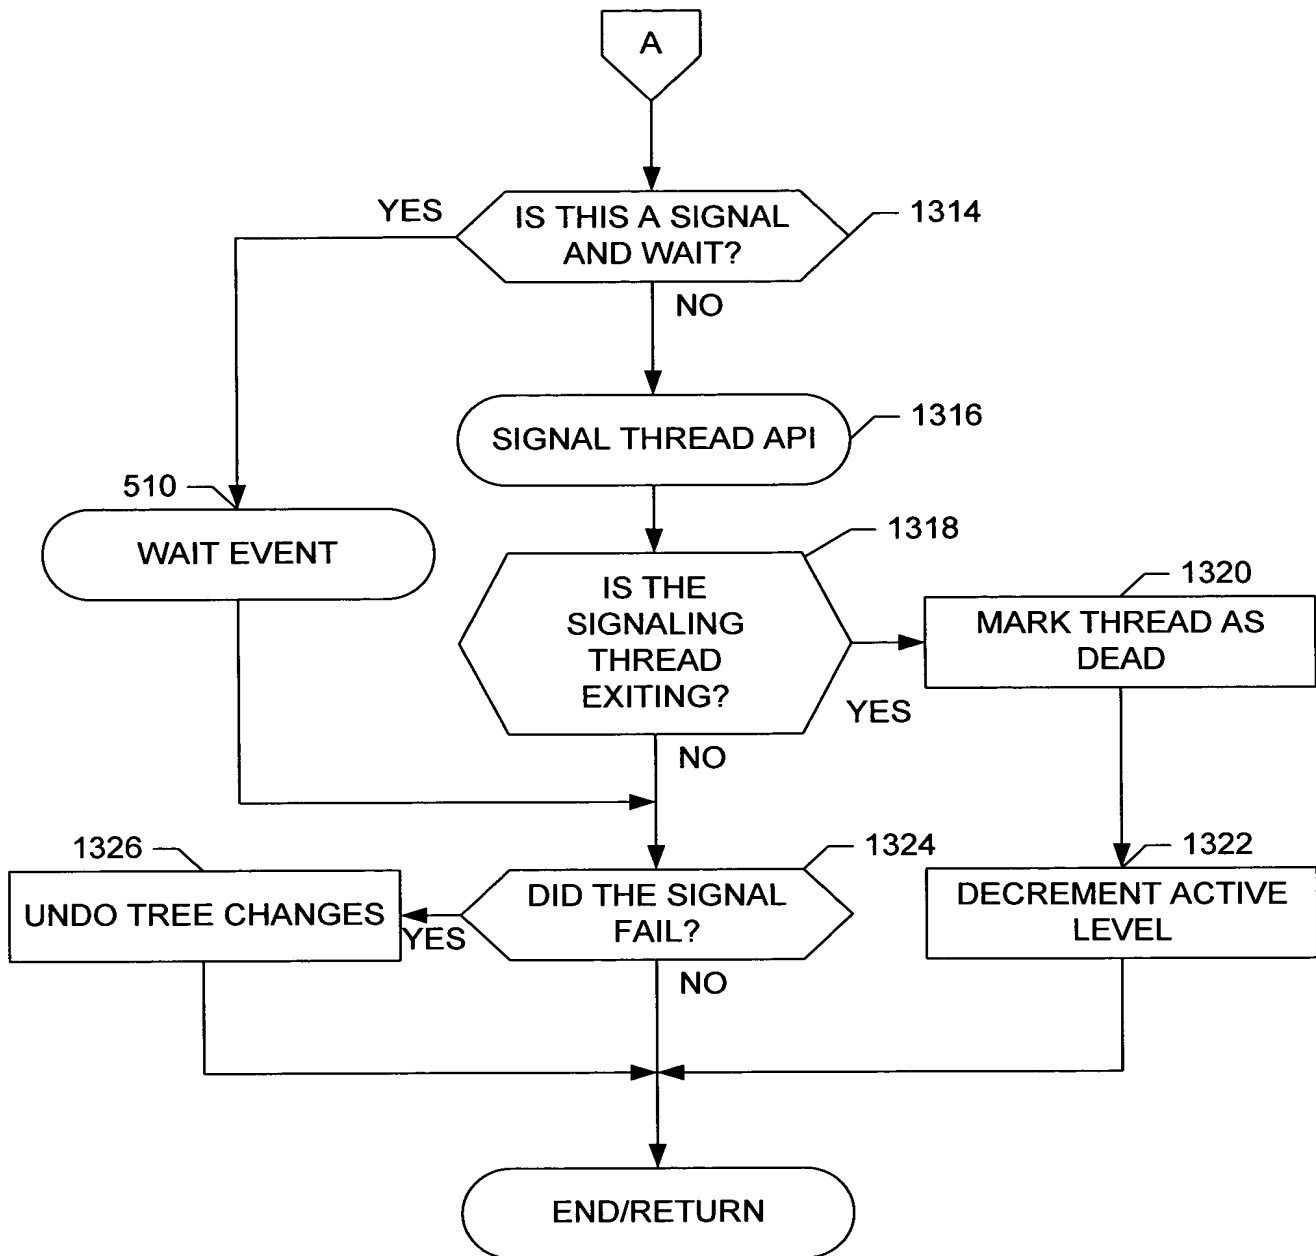 A
YES
IS THIS A SIGNAL
AND WAIT?
1314
NO
SIGNAL THREAD API
1316
510
WAIT EVENT
1318
IS THE
SIGNALING
THREAD
EXITING?
YES
NO
1320
MARK THREAD AS
DEAD
1326
UNDO TREE CHANGES
YES
1324
DID THE SIGNAL
FAIL?
NO
1322
DECREMENT ACTIVE
LEVEL
END/RETURN